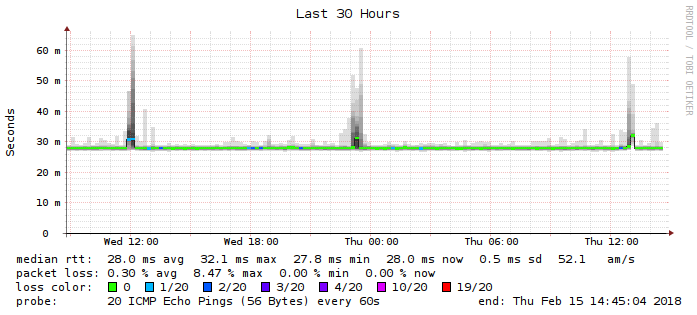 Last 30 Hours
RRDTOOL / TOBI OETIKER
Seconds
60 m
50 m
40 m
30 m
20 m
10 m
0
Wed 12:00 Wed 18:00 Thu 00:00 Thu 06:00 Thu 12:00
median rtt: 28.0 ms avg 32.1 ms max 27.8 ms min 28.0 ms now 0.5 ms sd 52.1 am/s
packet loss: 0.30 % avg 8.47 % max 0.00 % min 0.00 % now
loss color: 0 1/20 2/20 3/20 4/20 10/20 19/20
probe: 20 ICMP Echo Pings (56 Bytes) every 60s end: Thu Feb 15 14:45:04 2018